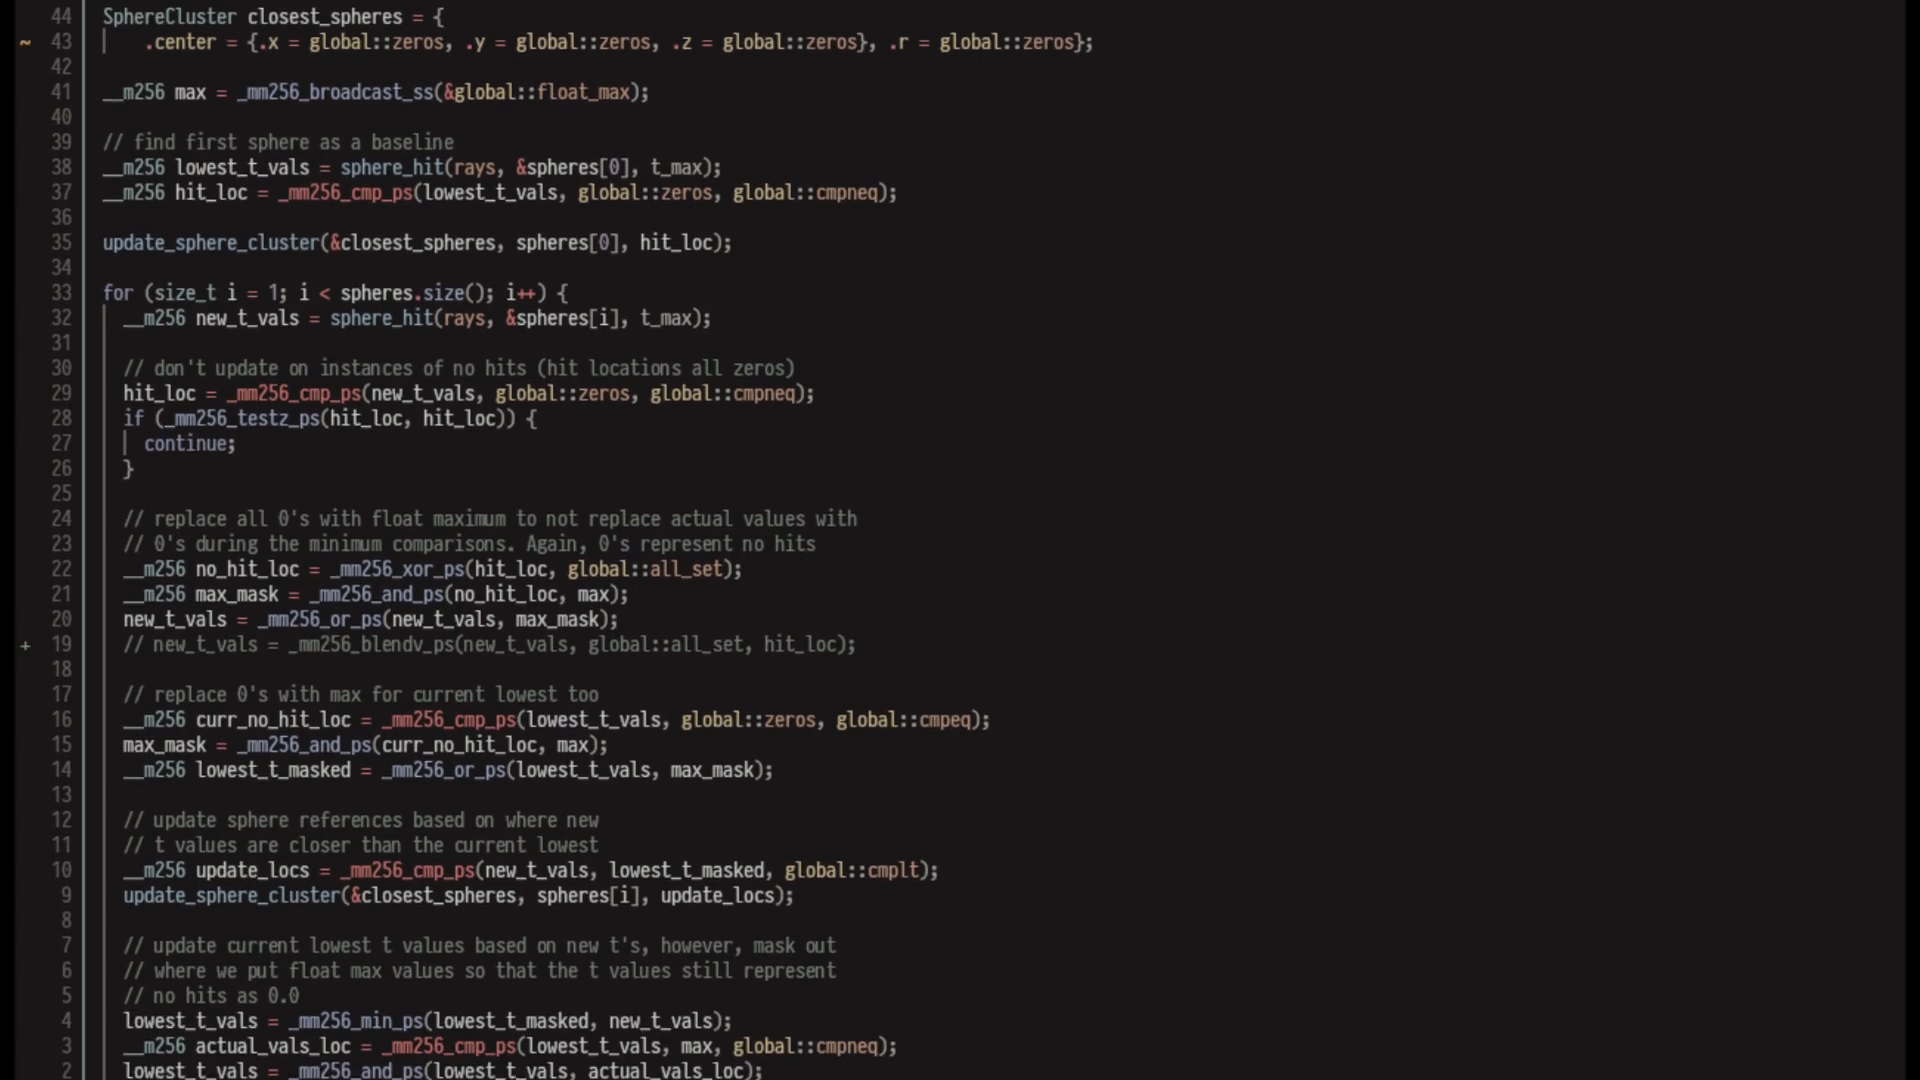 44 SphereCluster closest_spheres = {
~ 43 .center = {.x = global::zeros, .y = global::zeros, .z = global::zeros}, .r = global::zeros};
42
41 __m256 max = _mm256_broadcast_ss(&global::float_max);
40
39 // find first sphere as a baseline
38 __m256 lowest_t_vals = sphere_hit(rays, &spheres[0], t_max);
37 __m256 hit_loc = _mm256_cmp_ps(lowest_t_vals, global::zeros, global::cmpneq);
36
35 update_sphere_cluster(&closest_spheres, spheres[0], hit_loc);
34
33 for (size_t i = 1; i < spheres.size(); i++) {
32 __m256 new_t_vals = sphere_hit(rays, &spheres[i], t_max);
31
30 // don't update on instances of no hits (hit locations all zeros)
29 hit_loc = _mm256_cmp_ps(new_t_vals, global::zeros, global::cmpneq);
28 if (_mm256_testz_ps(hit_loc, hit_loc)) {
27 continue;
26 }
25
24 // replace all 0's with float maximum to not replace actual values with
23 // 0's during the minimum comparisons. Again, 0's represent no hits
22 __m256 no_hit_loc = _mm256_xor_ps(hit_loc, global::all_set);
21 __m256 max_mask = _mm256_and_ps(no_hit_loc, max);
20 new_t_vals = _mm256_or_ps(new_t_vals, max_mask);
+ 19 // new_t_vals = _mm256_blendv_ps(new_t_vals, global::all_set, hit_loc);
18
17 // replace 0's with max for current lowest too
16 __m256 curr_no_hit_loc = _mm256_cmp_ps(lowest_t_vals, global::zeros, global::cmpeq);
15 max_mask = _mm256_and_ps(curr_no_hit_loc, max);
14 __m256 lowest_t_masked = _mm256_or_ps(lowest_t_vals, max_mask);
13
12 // update sphere references based on where new
11 // t values are closer than the current lowest
10 __m256 update_locs = _mm256_cmp_ps(new_t_vals, lowest_t_masked, global::cmplt);
9 update_sphere_cluster(&closest_spheres, spheres[i], update_locs);
8
7 // update current lowest t values based on new t's, however, mask out
6 // where we put float max values so that the t values still represent
5 // no hits as 0.0
4 lowest_t_vals = _mm256_min_ps(lowest_t_masked, new_t_vals);
3 __m256 actual_vals_loc = _mm256_cmp_ps(lowest_t_vals, max, global::cmpneq);
2 lowest_t_vals = _mm256_and_ps(lowest_t_vals, actual_vals_loc);